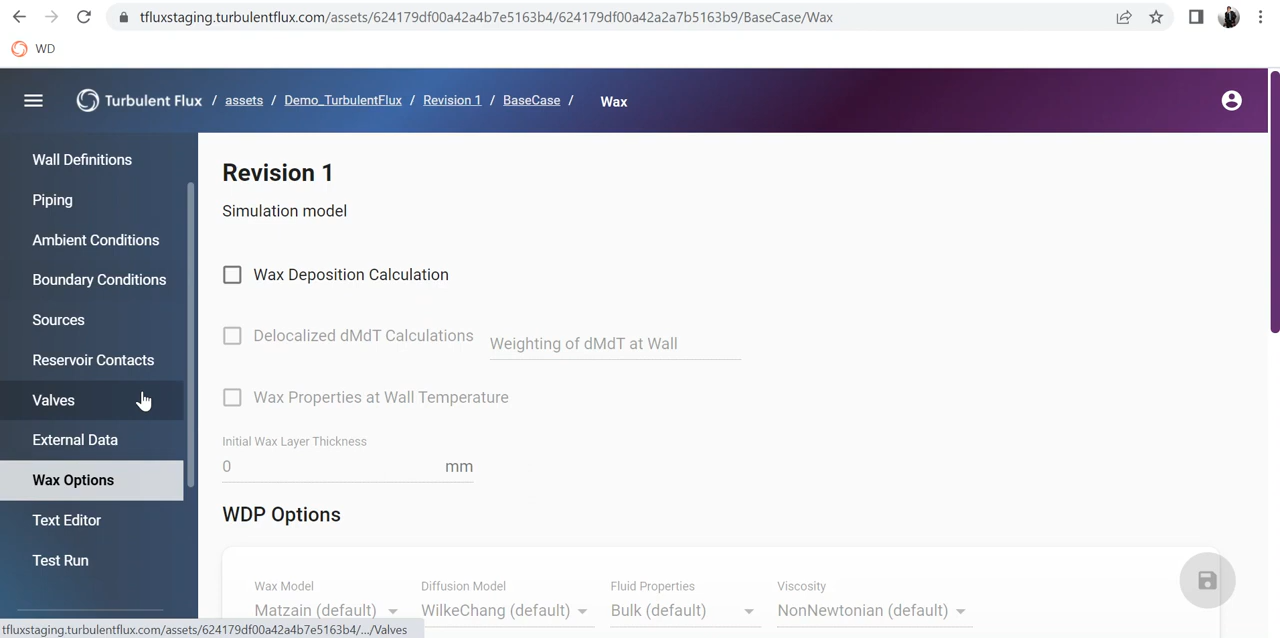 tfluxstaging.turbulentflux.com/assets/624179df00a42a4b7e5163b4/624179df00a42a2a7b5163b9/BaseCase/Wax
WD
Turbulent Flux / assets / Demo_TurbulentFlux / Revision 1 / BaseCase / Wax
Wall Definitions
Piping
Ambient Conditions
Boundary Conditions
Sources
Reservoir Contacts
Valves
External Data
Wax Options
Text Editor
Test Run
Revision 1
Simulation model
Wax Deposition Calculation
Delocalized dMdT Calculations
Weighting of dMdT at Wall
Wax Properties at Wall Temperature
Initial Wax Layer Thickness
0 mm
WDP Options
Wax Model Diffusion Model Fluid Properties Viscosity
Matzain (default) WilkeChang (default) Bulk (default) NonNewtonian (default)
tfluxstaging.turbulentflux.com/assets/624179df00a42a4b7e5163b4/.../Valves